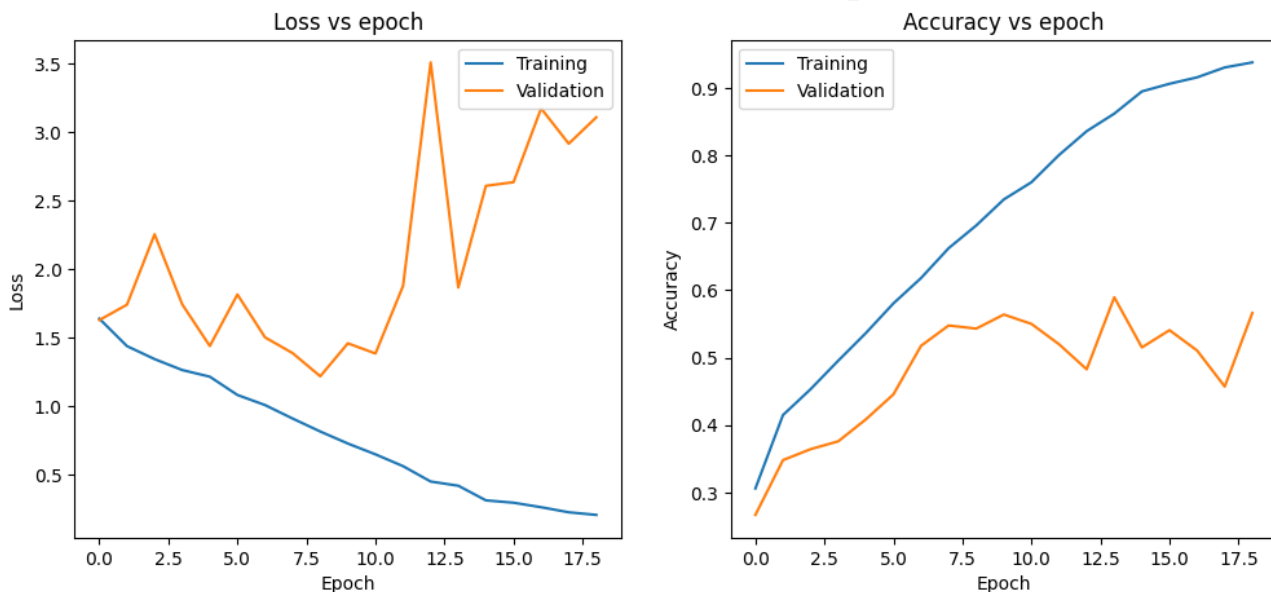 Loss vs epoch
3.5
3.0
2.5
2.0
1.5
1.0
0.5
Loss
0.0 2.5 5.0 7.5 10.0 12.5 15.0 17.5
Epoch
Training
Validation
Accuracy vs epoch
0.9
0.8
0.7
0.6
0.5
0.4
0.3
Accuracy
0.0 2.5 5.0 7.5 10.0 12.5 15.0 17.5
Epoch
Training
Validation